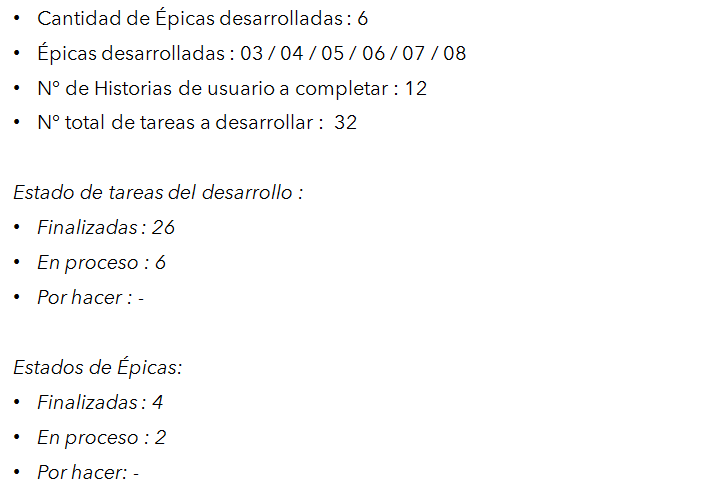 • Cantidad de Épicas desarrolladas : 6
• Épicas desarrolladas : 03 / 04 / 05 / 06 / 07 / 08
• Nº de Historias de usuario a completar : 12
• Nº total de tareas a desarrollar :  32
Estado de tareas del desarrollo :
• Finalizadas : 26
• En proceso : 6
• Por hacer : -
Estados de Épicas:
• Finalizadas : 4
• En proceso : 2
• Por hacer: -